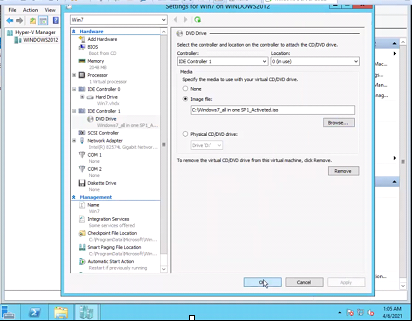 Settings for Win7 on WINDOWS2012
File Action View
Hyper-V Manager
WINDOWS2012
Win7
Hardware
Add Hardware
BIOS
Boot from CD
Memory
2048 MB
Processor
1 Virtual processor
IDE Controller 0
Hard Drive
Win7.vhdx
IDE Controller 1
DVD Drive
Windows7_all in one SP1_A...
SCSI Controller
Network Adapter
Intel(R) 82574L Gigabit Networ...
COM 1
None
COM 2
None
Diskette Drive
None
Management
Name
Win7
Integration Services
Some services offered
Checkpoint File Location
C:\ProgramData\Microsoft\Win...
Smart Paging File Location
C:\ProgramData\Microsoft\Win...
Automatic Start Action
Restart if previously running
DVD Drive
Select the controller and location on the controller to attach the CD/DVD drive.
Controller: Location:
IDE Controller 1 0 (in use)
Media
Specify the media to use with your virtual CD/DVD drive.
None
Image file:
C:\Windows7_all in one SP1_Activated.iso
Browse...
Physical CD/DVD drive:
Drive 'D:'
To remove the virtual CD/DVD drive from this virtual machine, click Remove.
Remove
OK Cancel Apply
1:05 AM
4/8/2021